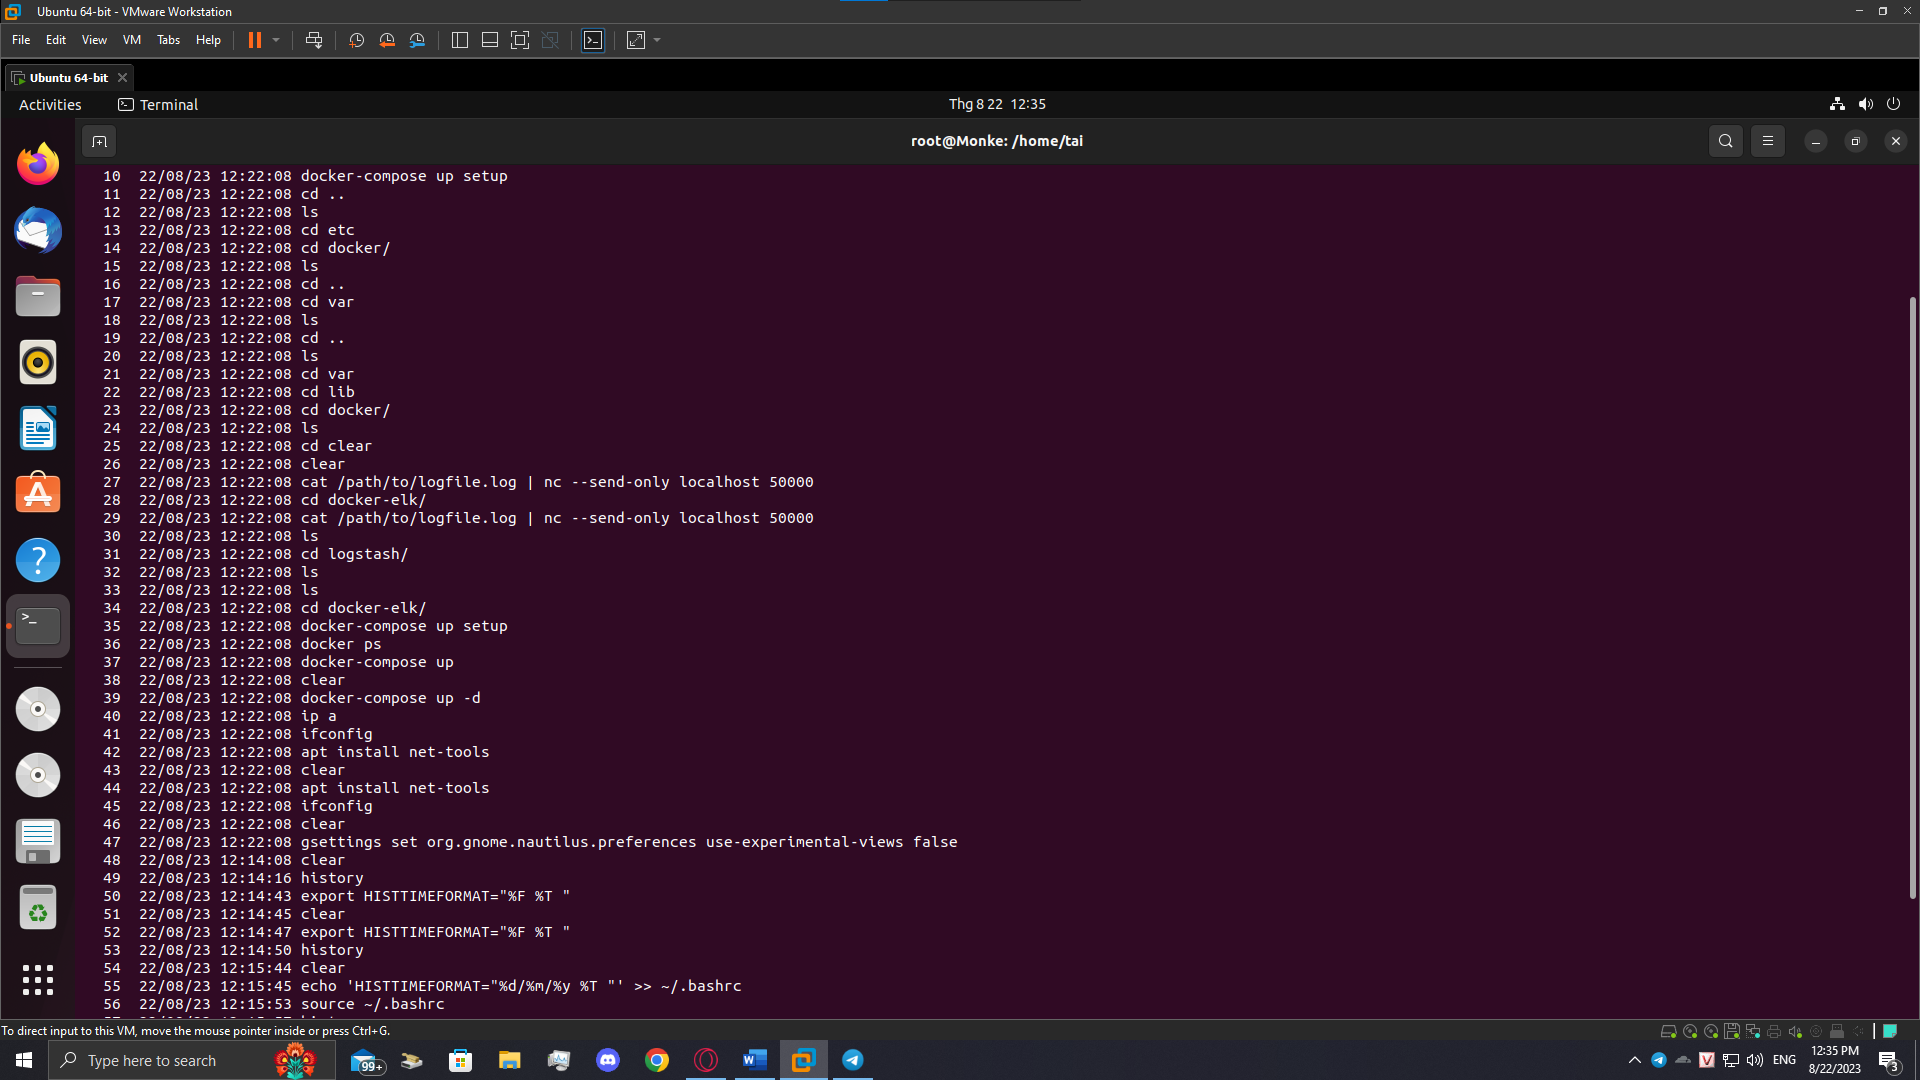 Ubuntu 64-bit - VMware Workstation
File Edit View VM Tabs Help
Ubuntu 64-bit
Activities Terminal Thg 8 22 12:35
root@Monke: /home/tai
10 22/08/23 12:22:08 docker-compose up setup
11 22/08/23 12:22:08 cd ..
12 22/08/23 12:22:08 ls
13 22/08/23 12:22:08 cd etc
14 22/08/23 12:22:08 cd docker/
15 22/08/23 12:22:08 ls
16 22/08/23 12:22:08 cd ..
17 22/08/23 12:22:08 cd var
18 22/08/23 12:22:08 ls
19 22/08/23 12:22:08 cd ..
20 22/08/23 12:22:08 ls
21 22/08/23 12:22:08 cd var
22 22/08/23 12:22:08 cd lib
23 22/08/23 12:22:08 cd docker/
24 22/08/23 12:22:08 ls
25 22/08/23 12:22:08 cd clear
26 22/08/23 12:22:08 clear
27 22/08/23 12:22:08 cat /path/to/logfile.log | nc --send-only localhost 50000
28 22/08/23 12:22:08 cd docker-elk/
29 22/08/23 12:22:08 cat /path/to/logfile.log | nc --send-only localhost 50000
30 22/08/23 12:22:08 ls
31 22/08/23 12:22:08 cd logstash/
32 22/08/23 12:22:08 ls
33 22/08/23 12:22:08 ls
34 22/08/23 12:22:08 cd docker-elk/
35 22/08/23 12:22:08 docker-compose up setup
36 22/08/23 12:22:08 docker ps
37 22/08/23 12:22:08 docker-compose up
38 22/08/23 12:22:08 clear
39 22/08/23 12:22:08 docker-compose up -d
40 22/08/23 12:22:08 ip a
41 22/08/23 12:22:08 ifconfig
42 22/08/23 12:22:08 apt install net-tools
43 22/08/23 12:22:08 clear
44 22/08/23 12:22:08 apt install net-tools
45 22/08/23 12:22:08 ifconfig
46 22/08/23 12:22:08 clear
47 22/08/23 12:22:08 gsettings set org.gnome.nautilus.preferences use-experimental-views false
48 22/08/23 12:14:08 clear
49 22/08/23 12:14:16 history
50 22/08/23 12:14:43 export HISTTIMEFORMAT="%F %T "
51 22/08/23 12:14:45 clear
52 22/08/23 12:14:47 export HISTTIMEFORMAT="%F %T "
53 22/08/23 12:14:50 history
54 22/08/23 12:15:44 clear
55 22/08/23 12:15:45 echo 'HISTTIMEFORMAT="%d/%m/%y %T "' >> ~/.bashrc
56 22/08/23 12:15:53 source ~/.bashrc
To direct input to this VM, move the mouse pointer inside or press Ctrl+G.
Type here to search
99+
ENG
12:35 PM
8/22/2023
3